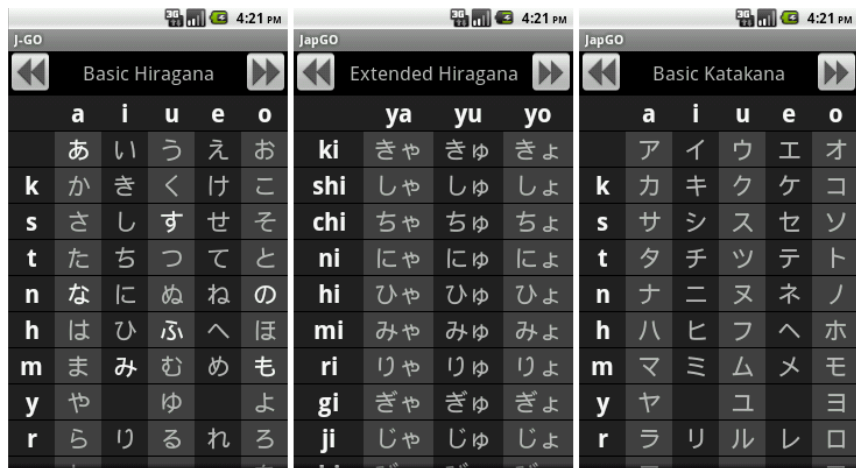 3G 4:21 PM
J-GO
Basic Hiragana
a i u e o
あ い う え お
k か き く け こ
s さ し す せ そ
t た ち つ て と
n な に ぬ ね の
h は ひ ふ へ ほ
m ま み む め も
y や ゆ よ
r ら り る れ ろ
3G 4:21 PM
JapGO
Extended Hiragana
ya yu yo
ki きゃ きゅ きょ
shi しゃ しゅ しょ
chi ちゃ ちゅ ちょ
ni にゃ にゅ にょ
hi ひゃ ひゅ ひょ
mi みゃ みゅ みょ
ri りゃ りゅ りょ
gi ぎゃ ぎゅ ぎょ
ji じゃ じゅ じょ
3G 4:21 PM
JapGO
Basic Katakana
a i u e o
ア イ ウ エ オ
k カ キ ク ケ コ
s サ シ ス セ ソ
t タ チ ツ テ ト
n ナ ニ ヌ ネ ノ
h ハ ヒ フ ヘ ホ
m マ ミ ム メ モ
y ヤ ユ ヨ
r ラ リ ル レ ロ